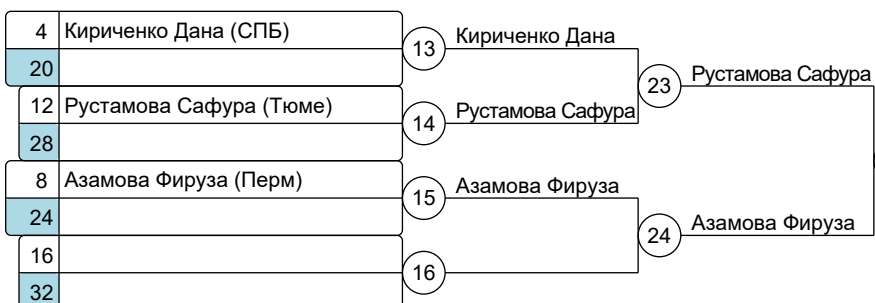 4 Кириченко Дана (СПБ)
20
13 Кириченко Дана
12 Рустамова Сафура (Тюме)
28
14 Рустамова Сафура
23 Рустамова Сафура
8 Азамова Фируза (Перм)
24
15 Азамова Фируза
16
32
16
24 Азамова Фируза